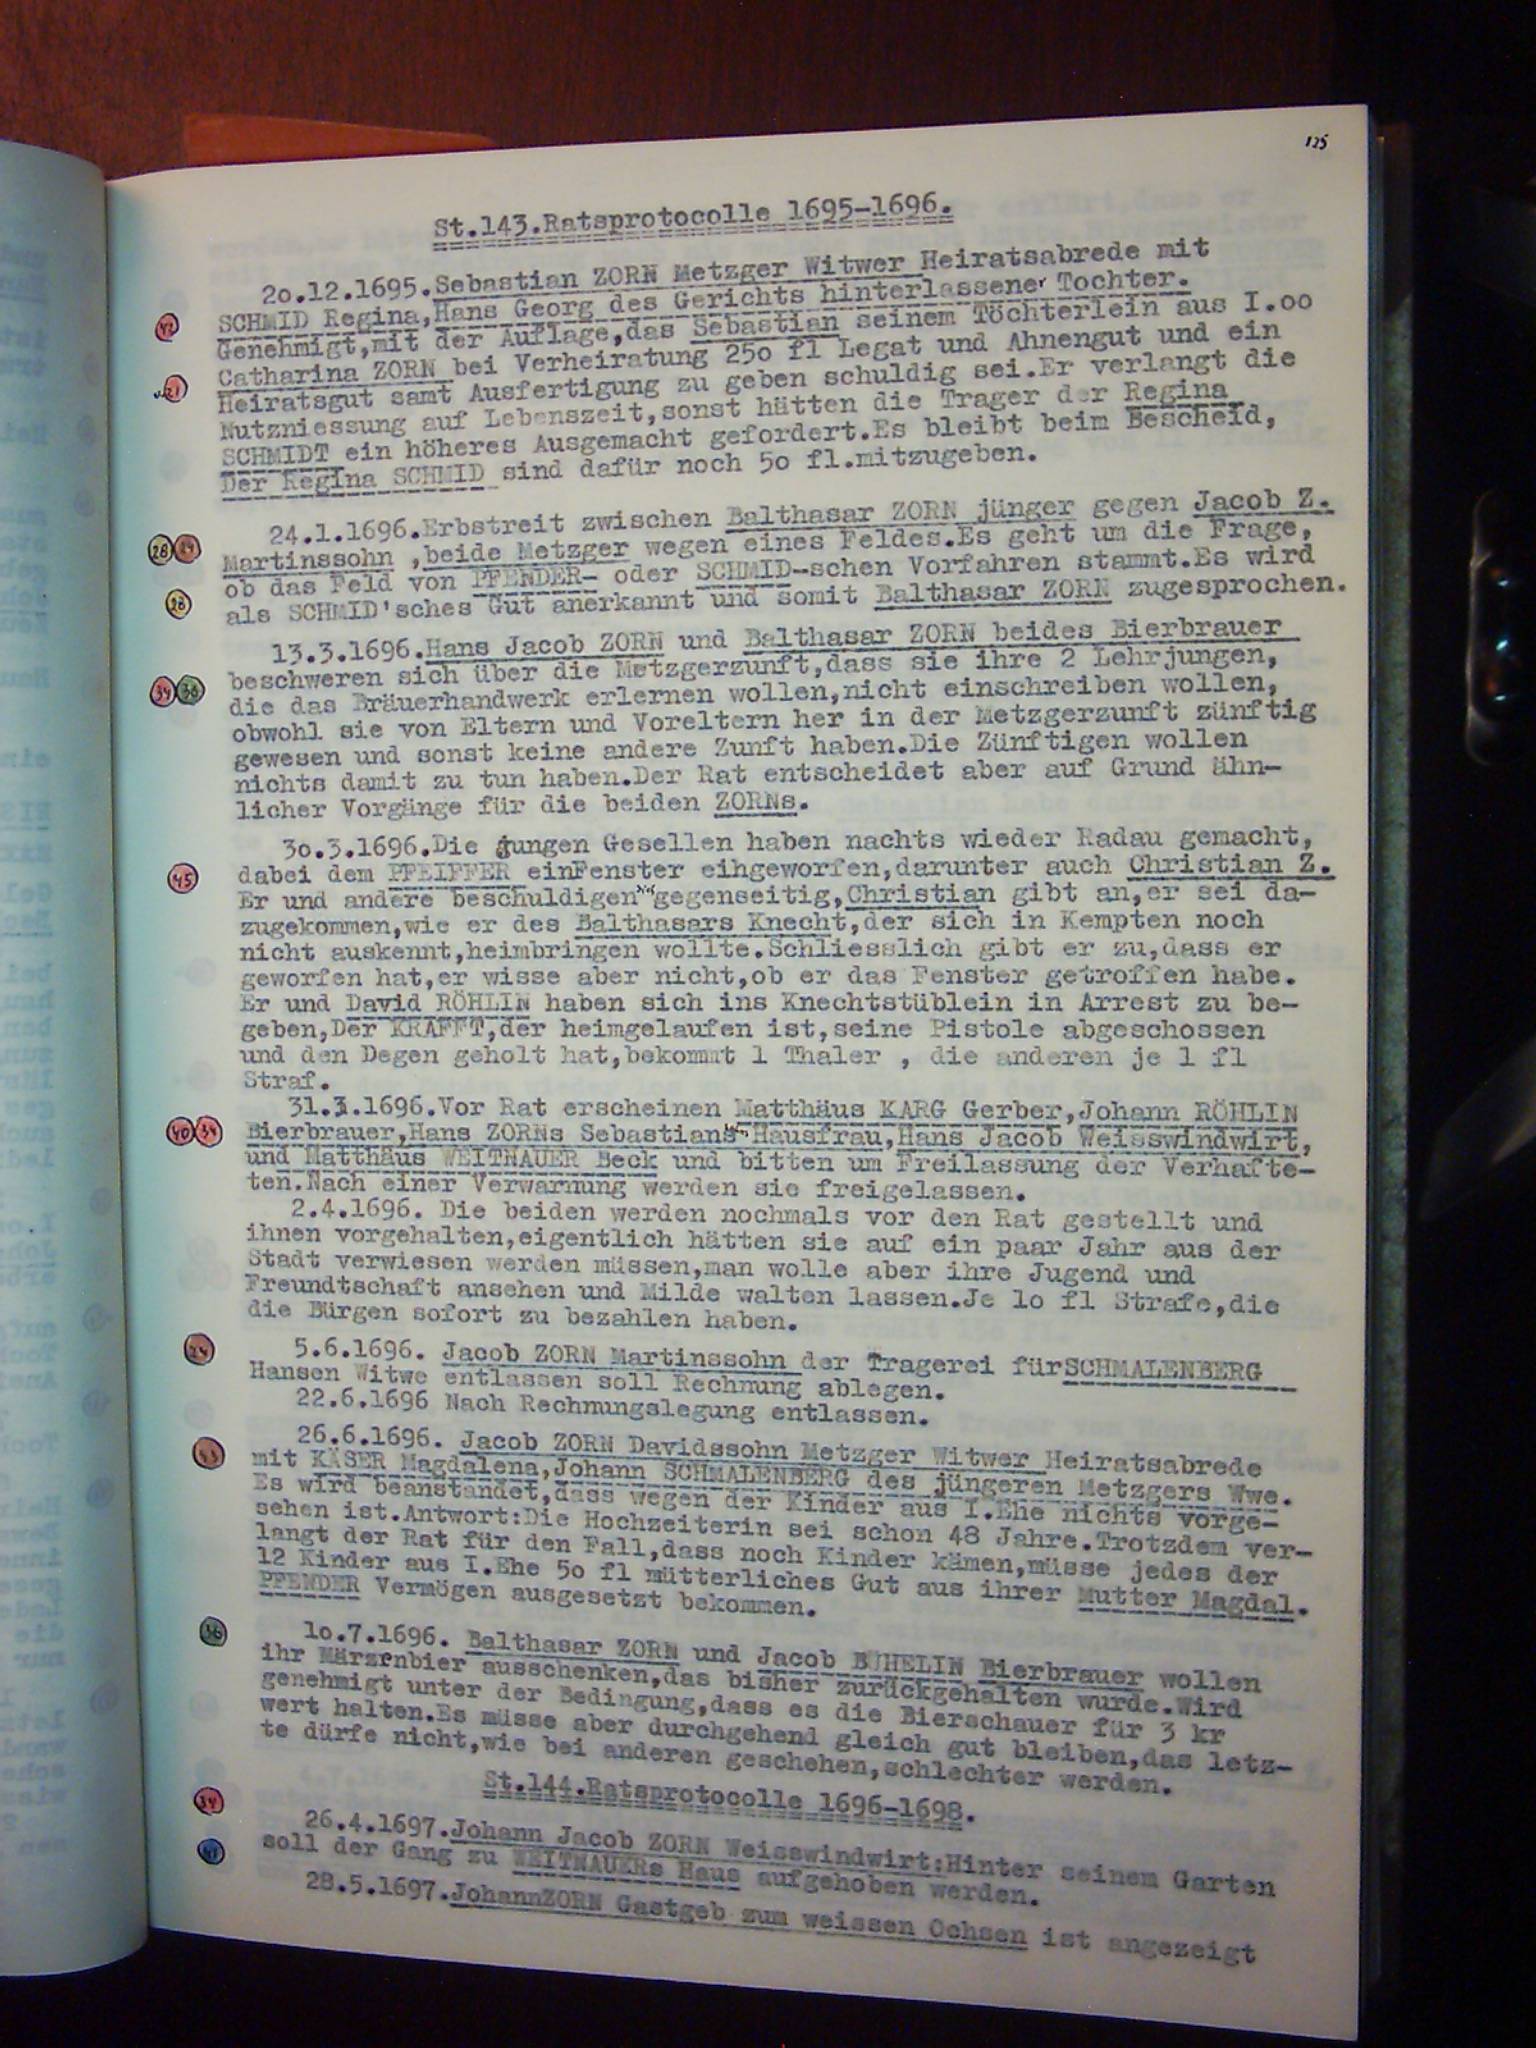 125
St.143.Ratsprotocolle 1695-1696.
20.12.1695.Sebastian ZORN Metzger Witwer Heiratsabrede mit
SCHMID Regina,Hans Georg des Gerichts hinterlassener Tochter.
42
Genehmigt,mit der Auflage,das Sebastian seinem Töchterlein aus I.oo
Catharina ZORN bei Verheiratung 250 fl Legat und Ahnengut und ein
Heiratsgut samt Ausfertigung zu geben schuldig sei.Er verlangt die
Nutzniessung auf Lebenszeit,sonst hätten die Trager der Regina
SCHMIDT ein höheres Ausgemacht gefordert.Es bleibt beim Bescheid,
Der Regina SCHMID sind dafür noch 50 fl.mitzugeben.
24.1.1696.Erbstreit zwischen Balthasar ZORN jünger gegen Jacob Z.
28 24
Martinssohn ,beide Metzger wegen eines Feldes.Es geht um die Frage,
ob das Feld von PFENDER- oder SCHMID-schen Vorfahren stammt.Es wird
28
als SCHMID'sches Gut anerkannt und somit Balthasar ZORN zugesprochen.
13.3.1696.Hans Jacob ZORN und Balthasar ZORN beides Bierbrauer
beschweren sich über die Metzgerzunft,dass sie ihre 2 Lehrjungen,
34 36
die das Bräuerhandwerk erlernen wollen,nicht einschreiben wollen,
obwohl sie von Eltern und Voreltern her in der Metzgerzunft zünftig
gewesen und sonst keine andere Zunft haben.Die Zünftigen wollen
nichts damit zu tun haben.Der Rat entscheidet aber auf Grund ähn-
licher Vorgänge für die beiden ZORNs.
30.3.1696.Die jungen Gesellen haben nachts wieder Radau gemacht,
45
dabei dem PFEIFFER einFenster eihgeworfen,darunter auch Christian Z.
Er und andere beschuldigen gegenseitig,Christian gibt an,er sei da-
zugekommen,wie er des Balthasars Knecht,der sich in Kempten noch
nicht auskennt,heimbringen wollte.Schliesslich gibt er zu,dass er
geworfen hat,er wisse aber nicht,ob er das Fenster getroffen habe.
Er und David RÖHLIN haben sich ins Knechtstüblein in Arrest zu be-
geben,Der KRAFFT,der heimgelaufen ist,seine Pistole abgeschossen
und den Degen geholt hat,bekommt 1 Thaler , die anderen je 1 fl
Straf.
31.3.1696.Vor Rat erscheinen Matthäus KARG Gerber,Johann RÖHLIN
40 34
Bierbrauer,Hans ZORNs Sebastians Hausfrau,Hans Jacob Weisswindwirt,
und Matthäus WEITNAUER Beck und bitten um Freilassung der Verhafte-
ten.Nach einer Verwarnung werden sie freigelassen.
2.4.1696. Die beiden werden nochmals vor den Rat gestellt und
ihnen vorgehalten,eigentlich hätten sie auf ein paar Jahr aus der
Stadt verwiesen werden müssen,man wolle aber ihre Jugend und
Freundtschaft ansehen und Milde walten lassen.Je 10 fl Strafe,die
die Bürgen sofort zu bezahlen haben.
24
5.6.1696. Jacob ZORN Martinssohn der Tragerei fürSCHMALENBERG
Hansen Witwe entlassen soll Rechnung ablegen.
22.6.1696 Nach Rechnungslegung entlassen.
26.6.1696. Jacob ZORN Davidssohn Metzger Witwer Heiratsabrede
mit KÄSER Magdalena,Johann SCHMALENBERG des jüngeren Metzgers Wwe.
Es wird beanstandet,dass wegen der Kinder aus I.Ehe nichts vorge-
sehen ist.Antwort:Die Hochzeiterin sei schon 48 Jahre.Trotzdem ver-
langt der Rat für den Fall,dass noch Kinder kämen,müsse jedes der
12 Kinder aus I.Ehe 50 fl mütterliches Gut aus ihrer Mutter Magdal.
PFENDER Vermögen ausgesetzt bekommen.
36
10.7.1696. Balthasar ZORN und Jacob BÜHELIN Bierbrauer wollen
ihr Märzenbier ausschenken,das bisher zurückgehalten wurde.Wird
genehmigt unter der Bedingung,dass es die Bierschauer für 3 kr
wert halten.Es müsse aber durchgehend gleich gut bleiben,das letz-
te dürfe nicht,wie bei anderen geschehen,schlechter werden.
St.144.Ratsprotocolle 1696-1698.
34
26.4.1697.Johann Jacob ZORN Weisswindwirt:Hinter seinem Garten
soll der Gang zu WEITNAUERs Haus aufgehoben werden.
28.5.1697.JohannZORN Gastgeb zum weissen Ochsen ist angezeigt